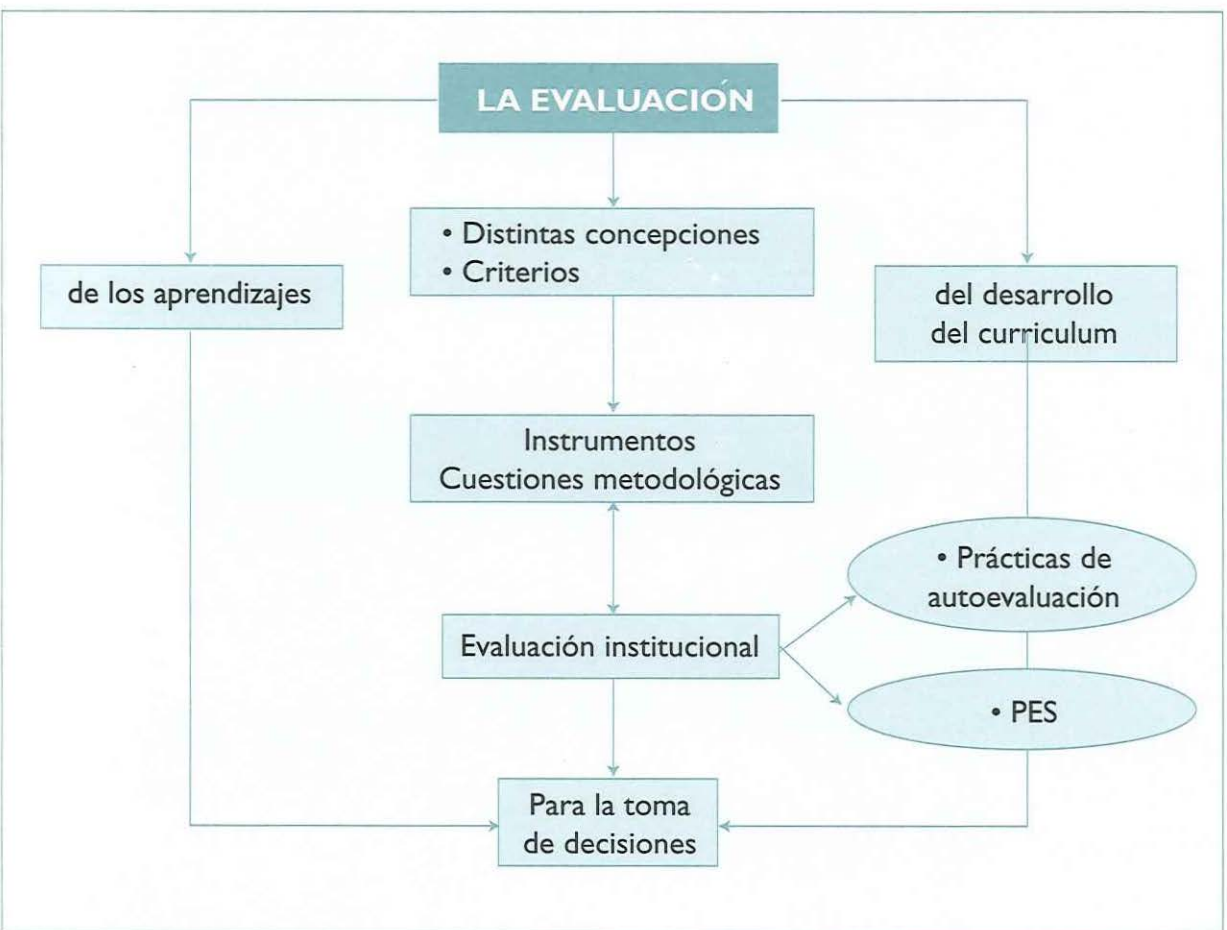 LA EVALUACIÓN
• Distintas concepciones
• Criterios
de los aprendizajes
del desarrollo
del curriculum
Instrumentos
Cuestiones metodológicas
• Prácticas de
autoevaluación
Evaluación institucional
• PES
Para la toma
de decisiones